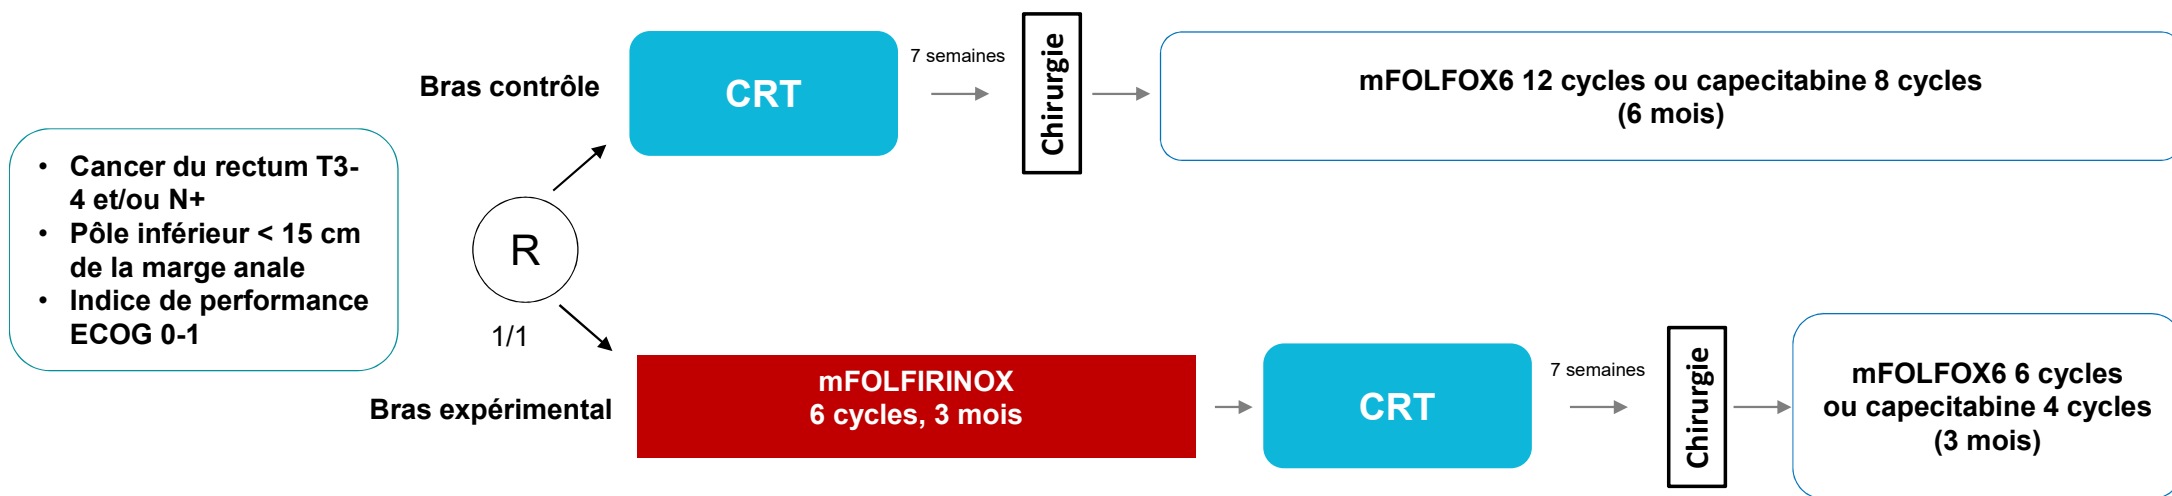 • Cancer du rectum T3-
4 et/ou N+
• Pôle inférieur < 15 cm
de la marge anale
• Indice de performance
ECOG 0-1
R
1/1
Bras contrôle
CRT
7 semaines
Chirurgie
mFOLFOX6 12 cycles ou capecitabine 8 cycles
(6 mois)
Bras expérimental
mFOLFIRINOX
6 cycles, 3 mois
CRT
7 semaines
Chirurgie
mFOLFOX6 6 cycles
ou capecitabine 4 cycles
(3 mois)